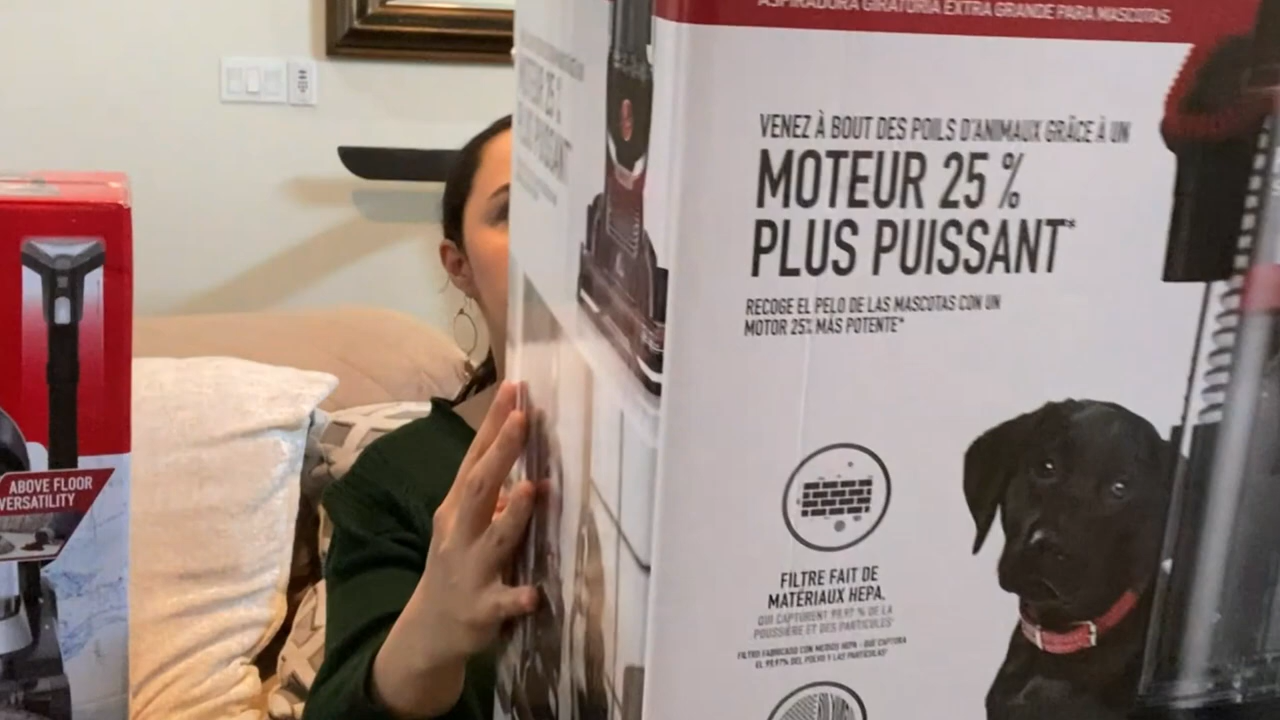 ASPIRADORA GIRATORIA EXTRA GRANDE PARA MASCOTAS
VENEZ À BOUT DES POILS D'ANIMAUX GRÂCE À UN
MOTEUR 25 %
PLUS PUISSANT*
RECOGE EL PELO DE LAS MASCOTAS CON UN
MOTOR 25% MÁS POTENTE*
FILTRE FAIT DE
MATÉRIAUX HEPA,
QUI CAPTURENT 99,97 % DE LA
POUSSIÈRE ET DES PARTICULES*
FILTRO FABRICADO CON MEDIOS HEPA - QUE CAPTURA
EL 99.97% DEL POLVO Y LAS PARTÍCULAS*
ABOVE FLOOR
VERSATILITY